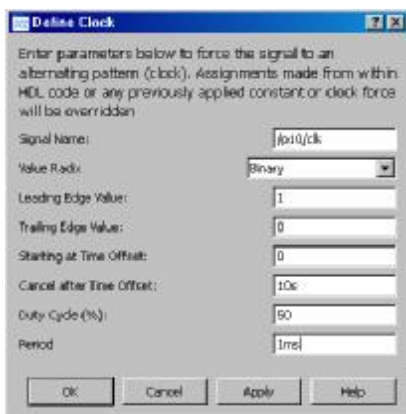 Define Clock
Enter parameters below to force the signal to an
alternating pattern (clock). Assignments made from within
HDL code or any previously applied constant or clock force
will be overridden
Signal Name: /p10/clk
Value Radix: Binary
Leading Edge Value: 1
Trailing Edge Value: 0
Starting at Time Offset: 0
Cancel after Time Offset: 10s
Duty Cycle (%): 50
Period 1ms
OK Cancel Apply Help